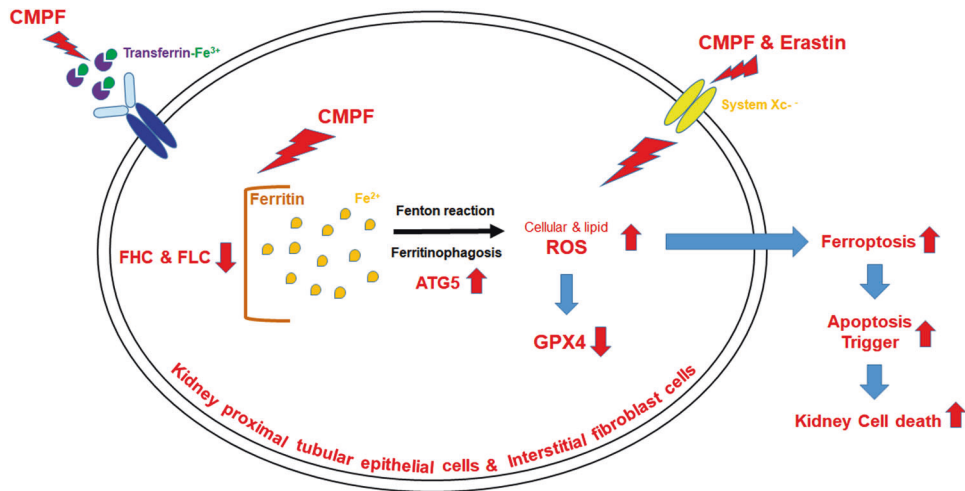 CMPF
Transferrin-Fe³⁺
CMPF & Erastin
System Xc- -
CMPF
Ferritin
Fe²⁺
Fenton reaction
Ferritinophagosis
ATG5
FHC & FLC
Cellular & lipid
ROS
GPX4
Ferroptosis
Apoptosis
Trigger
Kidney Cell death
Kidney proximal tubular epithelial cells & Interstitial fibroblast cells